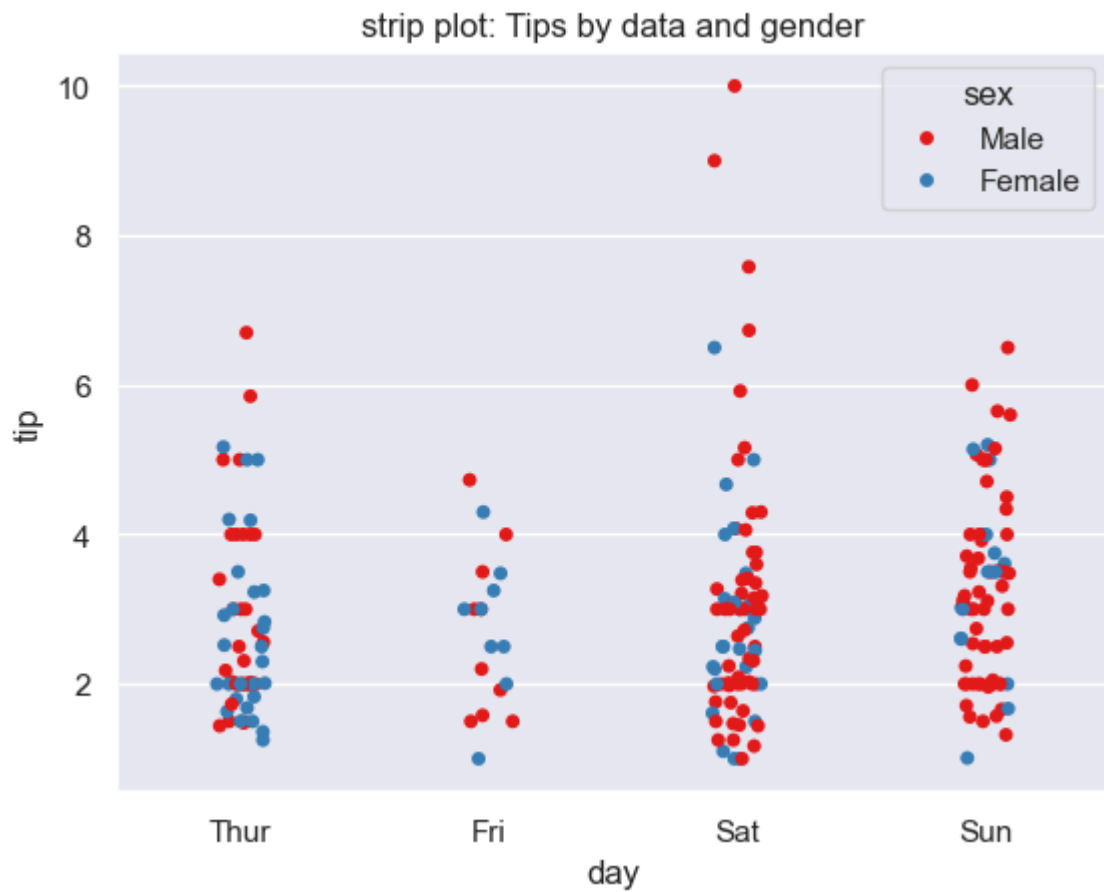 strip plot: Tips by data and gender
sex
Male
Female
10
8
6
4
2
tip
Thur
Fri
Sat
Sun
day